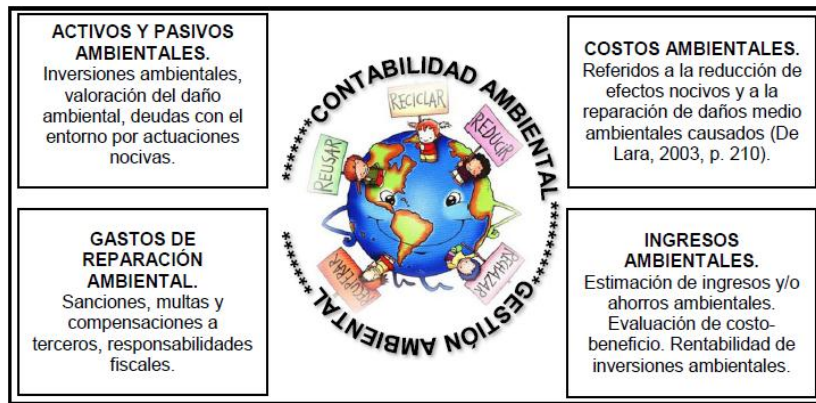 ACTIVOS Y PASIVOS
AMBIENTALES.
Inversiones ambientales,
valoración del daño
ambiental, deudas con el
entorno por actuaciones
nocivas.
COSTOS AMBIENTALES.
Referidos a la reducción de
efectos nocivos y a la
reparación de daños medio
ambientales causados (De
Lara, 2003, p. 210).
*******CONTABILIDAD AMBIENTAL*********GESTIÓN AMBIENTAL*******
RECICLAR
REDUCIR
REUSAR
RECUPERAR
RECHAZAR
GASTOS DE
REPARACIÓN
AMBIENTAL.
Sanciones, multas y
compensaciones a
terceros, responsabilidades
fiscales.
INGRESOS
AMBIENTALES.
Estimación de ingresos y/o
ahorros ambientales.
Evaluación de costo-
beneficio. Rentabilidad de
inversiones ambientales.